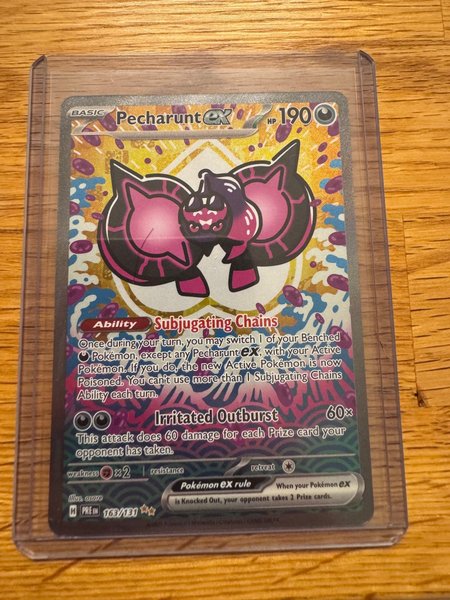 BASIC Pecharunt ex HP 190
Ability Subjugating Chains
Once during your turn, you may switch 1 of your Benched
Pokémon, except any Pecharunt ex, with your Active
Pokémon. If you do, the new Active Pokémon is now
Poisoned. You can't use more than 1 Subjugating Chains
Ability each turn.
Irritated Outburst 60x
This attack does 60 damage for each Prize card your
opponent has taken.
weakness x2 resistance retreat
Pokémon ex rule When your Pokémon ex
is Knocked Out, your opponent takes 2 Prize cards.
Illus.
H PRE EN 163/131